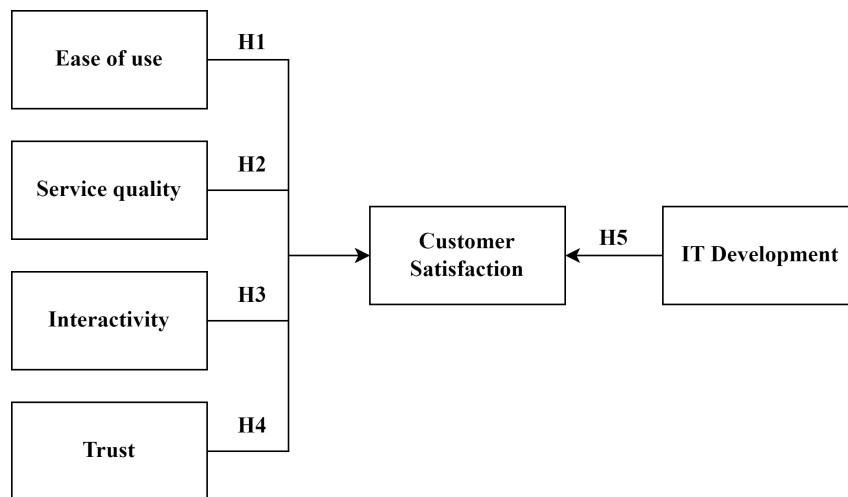 Ease of use
H1
Service quality
H2
Interactivity
H3
Trust
H4
Customer
Satisfaction
H5
IT Development